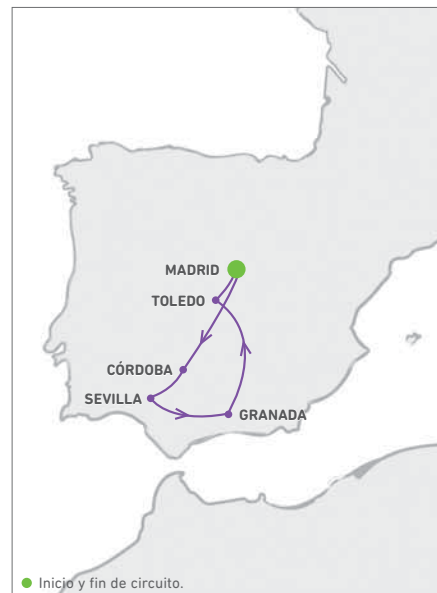 MADRID
TOLEDO
CÓRDOBA
SEVILLA
GRANADA
Inicio y fin de circuito.